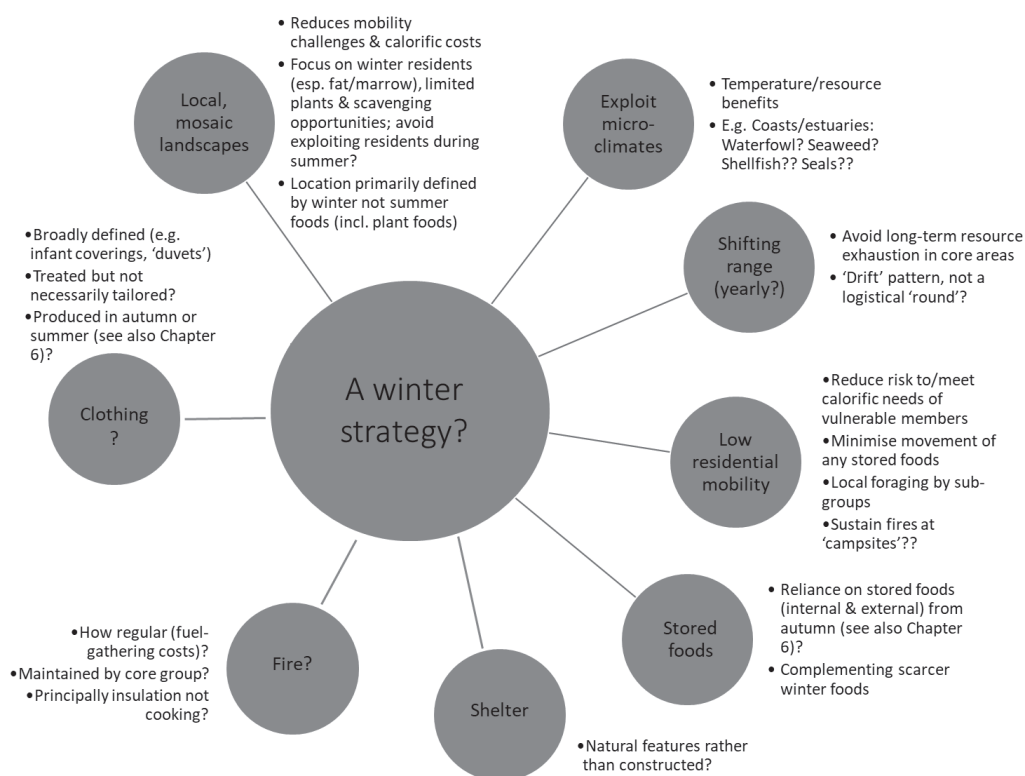 A winter
strategy?
Local,
mosaic
landscapes
• Reduces mobility
challenges & calorific costs
• Focus on winter residents
(esp. fat/marrow), limited
plants & scavenging
opportunities; avoid
exploiting residents during
summer?
• Location primarily defined
by winter not summer
foods (incl. plant foods)
Exploit
micro-
climates
• Temperature/resource
benefits
• E.g. Coasts/estuaries:
Waterfowl? Seaweed?
Shellfish?? Seals??
Shifting
range
(yearly?)
• Avoid long-term resource
exhaustion in core areas
• ‘Drift’ pattern, not a
logistical ‘round’?
Low
residential
mobility
•Reduce risk to/meet
calorific needs of
vulnerable members
•Minimise movement of
any stored foods
•Local foraging by sub-
groups
•Sustain fires at
‘campsites’??
Stored
foods
• Reliance on stored foods
(internal & external) from
autumn (see also Chapter
6)?
• Complementing scarcer
winter foods
Shelter
•Natural features rather
than constructed?
Fire?
•How regular (fuel-
gathering costs)?
•Maintained by core group?
•Principally insulation not
cooking?
Clothing
?
•Broadly defined (e.g.
infant coverings, ‘duvets’)
•Treated but not
necessarily tailored?
•Produced in autumn or
summer (see also Chapter
6)?